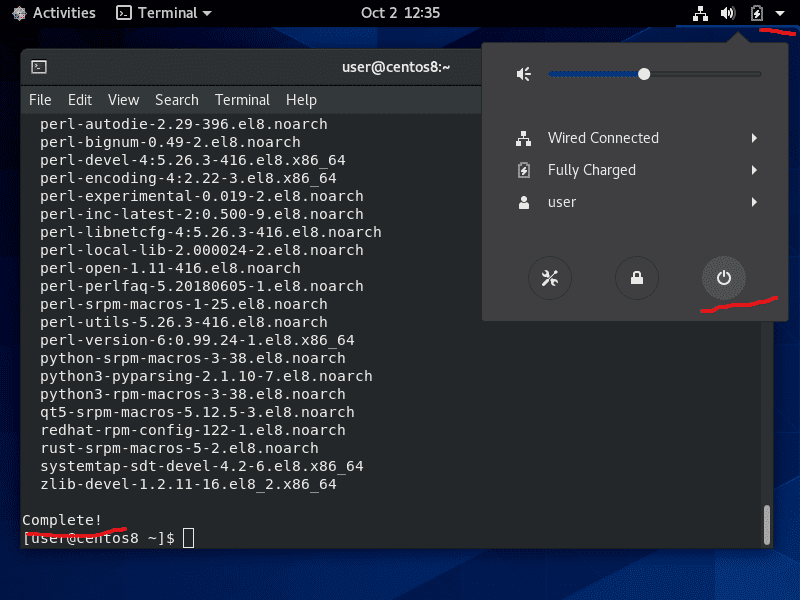 Activities Terminal Oct 2 12:35
user@centos8:~
File Edit View Search Terminal Help
perl-autodie-2.29-396.el8.noarch
perl-bignum-0.49-2.el8.noarch
perl-devel-4:5.26.3-416.el8.x86_64
perl-encoding-4:2.22-3.el8.x86_64
perl-experimental-0.019-2.el8.noarch
perl-inc-latest-2:0.500-9.el8.noarch
perl-libnetcfg-4:5.26.3-416.el8.noarch
perl-local-lib-2.000024-2.el8.noarch
perl-open-1.11-416.el8.noarch
perl-perlfaq-5.20180605-1.el8.noarch
perl-srpm-macros-1-25.el8.noarch
perl-utils-5.26.3-416.el8.noarch
perl-version-6:0.99.24-1.el8.x86_64
python-srpm-macros-3-38.el8.noarch
python3-pyparsing-2.1.10-7.el8.noarch
python3-rpm-macros-3-38.el8.noarch
qt5-srpm-macros-5.12.5-3.el8.noarch
redhat-rpm-config-122-1.el8.noarch
rust-srpm-macros-5-2.el8.noarch
systemtap-sdt-devel-4.2-6.el8.x86_64
zlib-devel-1.2.11-16.el8_2.x86_64
Complete!
[user@centos8 ~]$
Wired Connected
Fully Charged
user